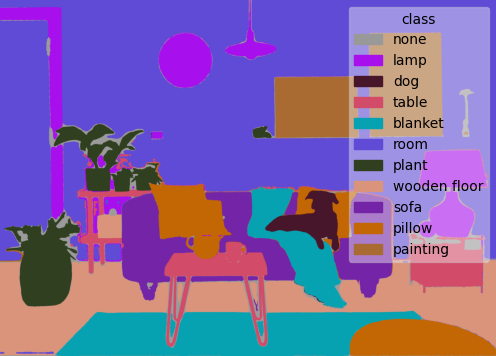 class
none
lamp
dog
table
blanket
room
plant
wooden floor
sofa
pillow
painting